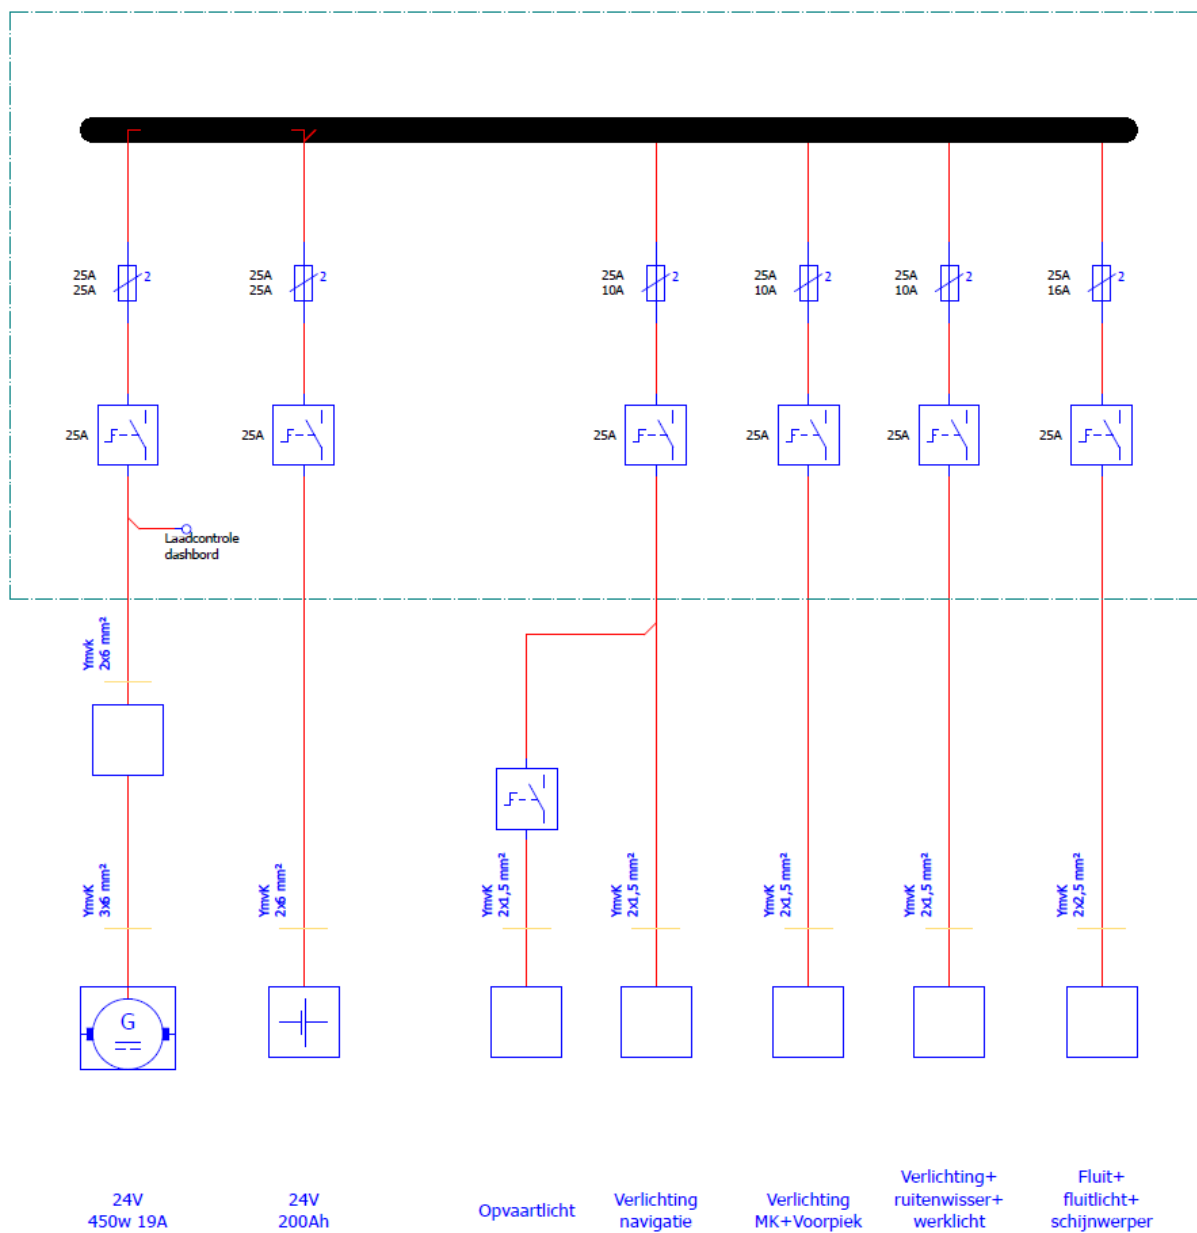 25A
25A
2
25A
25A
2
25A
10A
2
25A
10A
2
25A
10A
2
25A
16A
2
25A
25A
25A
25A
25A
25A
Laadcontrole
dashbord
Ymvk
2x6 mm²
YmvK
3x6 mm²
YmvK
2x6 mm²
YmvK
2x1,5 mm²
YmvK
2x1,5 mm²
YmvK
2x1,5 mm²
YmvK
2x1,5 mm²
YmvK
2x2,5 mm²
G
24V
450w 19A
24V
200Ah
Opvaartlicht
Verlichting
navigatie
Verlichting
MK+Voorpiek
Verlichting+
ruitenwisser+
werklicht
Fluit+
fluitlicht+
schijnwerper